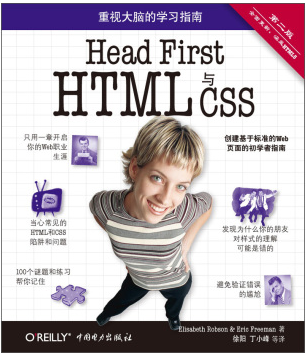 重视大脑的学习指南
第二版
Head First
HTML与CSS
只用一章开启
你的Web职业
生涯
创建基于标准的Web
页面的初学者指南
当心常见的
HTML和CSS
陷阱和问题
发现为什么你的朋友
对样式的理解
可能是错的
100个谜题和练习
帮你记住
避免验证错误
的尴尬
O'REILLY®
中国电力出版社
Elisabeth Robson & Eric Freeman 著
徐阳 丁小峰 等译